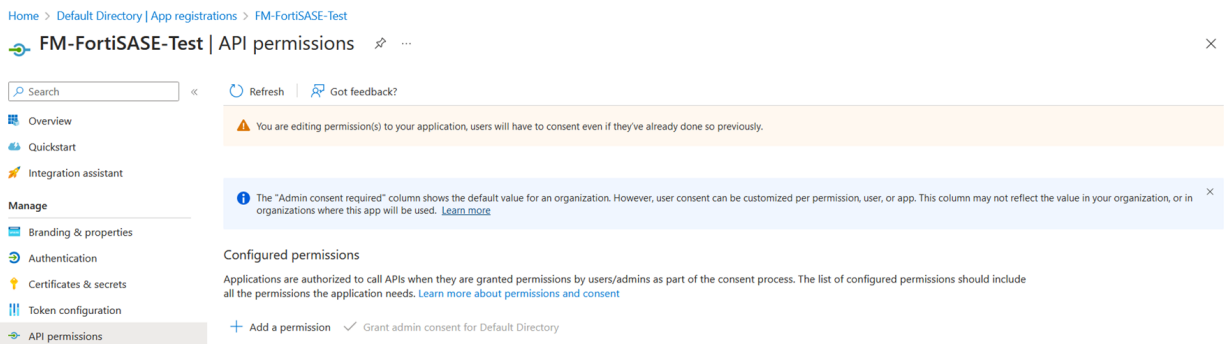 Home > Default Directory | App registrations > FM-FortiSASE-Test
FM-FortiSASE-Test | API permissions
Search
Refresh
Got feedback?
You are editing permission(s) to your application, users will have to consent even if they've already done so previously.
Overview
Quickstart
Integration assistant
Manage
Branding & properties
Authentication
Certificates & secrets
Token configuration
API permissions
The "Admin consent required" column shows the default value for an organization. However, user consent can be customized per permission, user, or app. This column may not reflect the value in your organization, or in
organizations where this app will be used. Learn more
Configured permissions
Applications are authorized to call APIs when they are granted permissions by users/admins as part of the consent process. The list of configured permissions should include
all the permissions the application needs. Learn more about permissions and consent
Add a permission
Grant admin consent for Default Directory